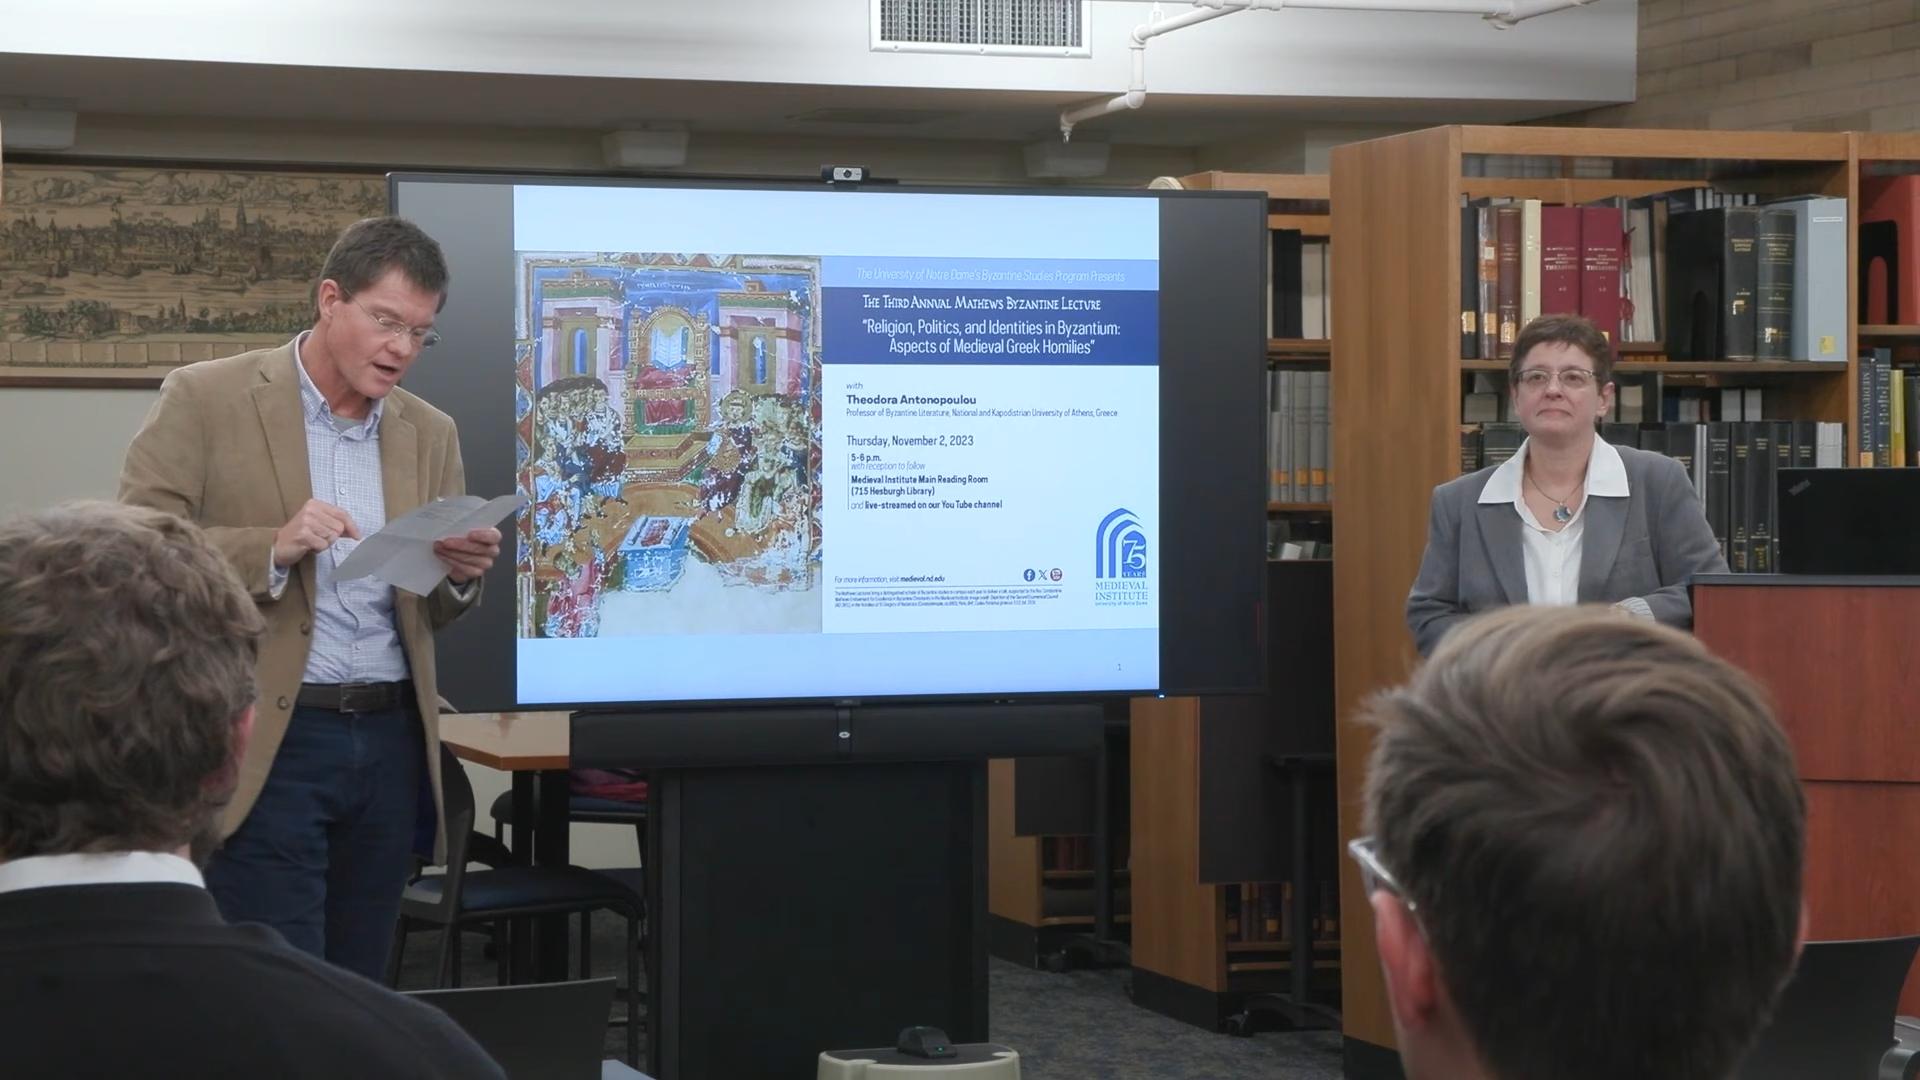 The University of Notre Dame's Byzantine Studies Program Presents
The Third Annual Mathews Byzantine Lecture
"Religion, Politics, and Identities in Byzantium:
Aspects of Medieval Greek Homilies"
with
Theodora Antonopoulou
Professor of Byzantine Literature, National and Kapodistrian University of Athens, Greece
Thursday, November 2, 2023
5-6 p.m.
with reception to follow
Medieval Institute Main Reading Room
(715 Hesburgh Library)
and live-streamed on our YouTube channel
75
YEARS
MEDIEVAL
INSTITUTE
University of Notre Dame
For more information, visit medieval.nd.edu
1